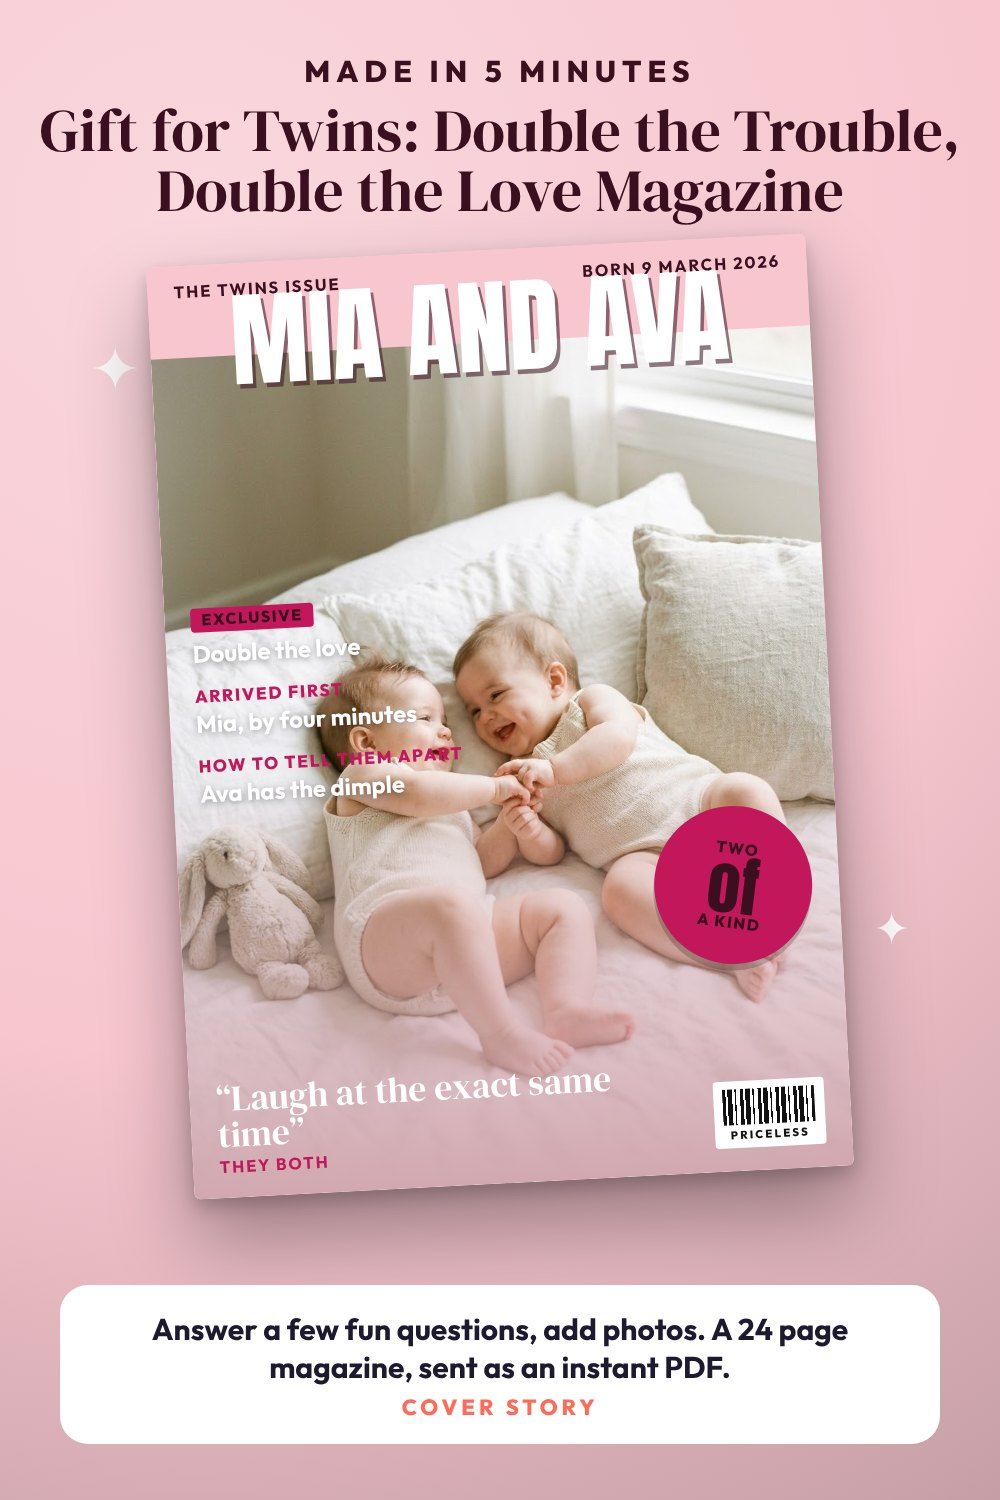 MADE IN 5 MINUTES
Gift for Twins: Double the Trouble,
Double the Love Magazine
THE TWINS ISSUE
BORN 9 MARCH 2026
MIA AND AVA
EXCLUSIVE
Double the love
ARRIVED FIRST
Mia, by four minutes
HOW TO TELL THEM APART
Ava has the dimple
TWO
of
A KIND
“Laugh at the exact same
time”
THEY BOTH
PRICELESS
Answer a few fun questions, add photos. A 24 page
magazine, sent as an instant PDF.
COVER STORY